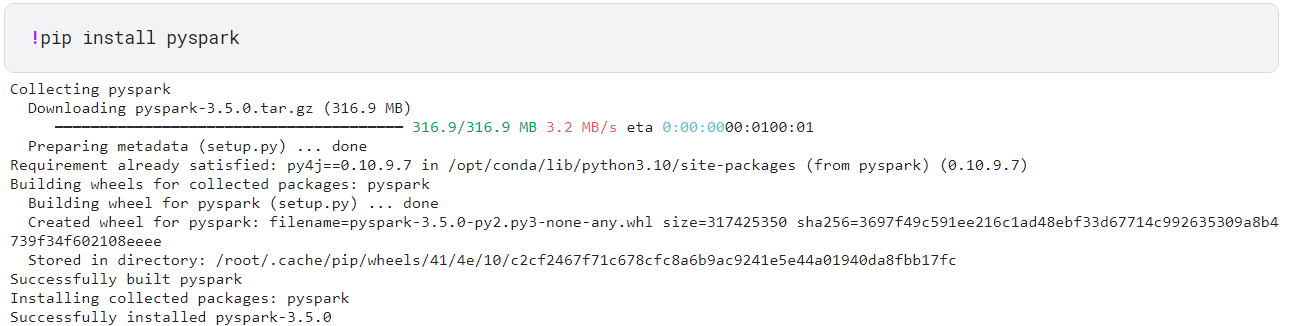 !pip install pyspark
Collecting pyspark
Downloading pyspark-3.5.0.tar.gz (316.9 MB)
316.9/316.9 MB 3.2 MB/s eta 0:00:0000:0100:01
Preparing metadata (setup.py) ... done
Requirement already satisfied: py4j==0.10.9.7 in /opt/conda/lib/python3.10/site-packages (from pyspark) (0.10.9.7)
Building wheels for collected packages: pyspark
Building wheel for pyspark (setup.py) ... done
Created wheel for pyspark: filename=pyspark-3.5.0-py2.py3-none-any.whl size=317425350 sha256=3697f49c591ee216c1ad48ebf33d67714c992635309a8b4
739f34f602108eeee
Stored in directory: /root/.cache/pip/wheels/41/4e/10/c2cf2467f71c678cfc8a6b9ac9241e5e44a01940da8fbb17fc
Successfully built pyspark
Installing collected packages: pyspark
Successfully installed pyspark-3.5.0